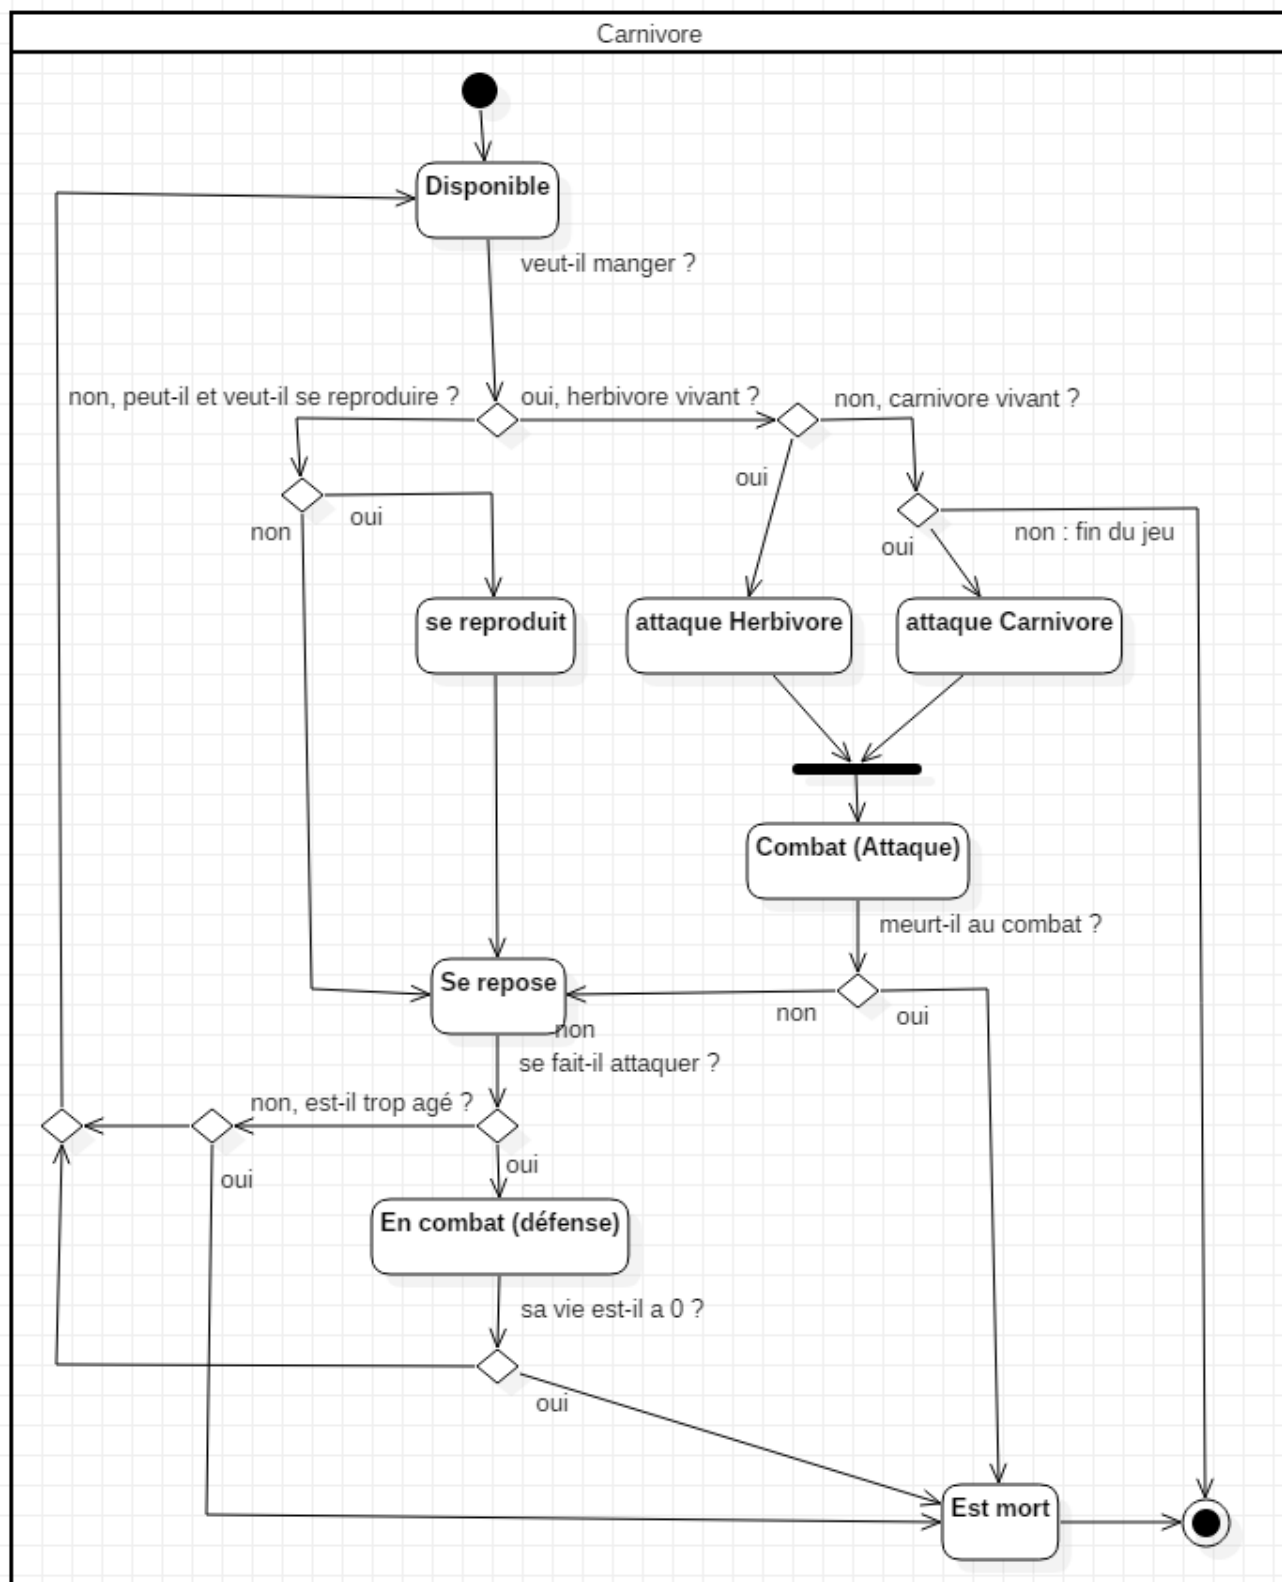 Carnivore
Disponible
veut-il manger ?
non, peut-il et veut-il se reproduire ?
oui, herbivore vivant ?
non, carnivore vivant ?
oui
non
oui
oui
non : fin du jeu
se reproduit
attaque Herbivore
attaque Carnivore
Combat (Attaque)
meurt-il au combat ?
Se repose
non
oui
non
se fait-il attaquer ?
non, est-il trop agé ?
oui
oui
En combat (défense)
sa vie est-il a 0 ?
oui
Est mort